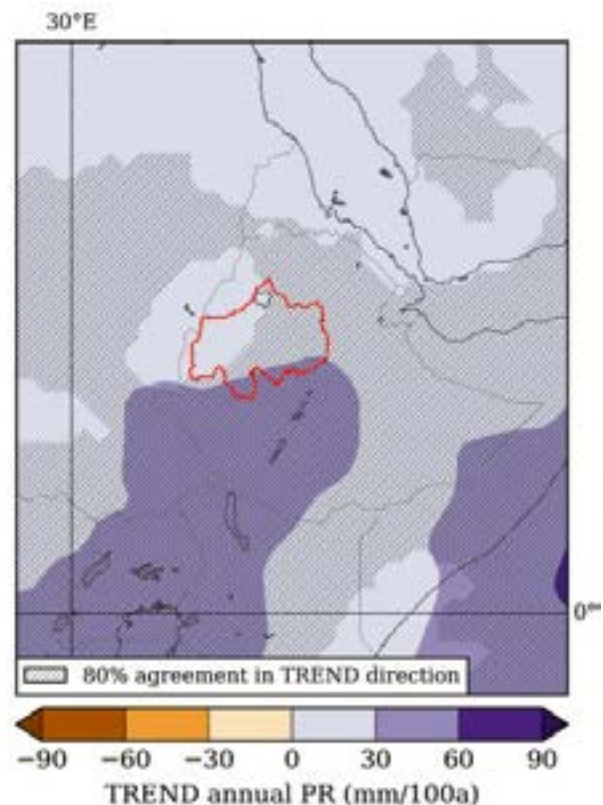 30°E
0°
80% agreement in TREND direction
−90 −60 −30 0 30 60 90
TREND annual PR (mm/100a)